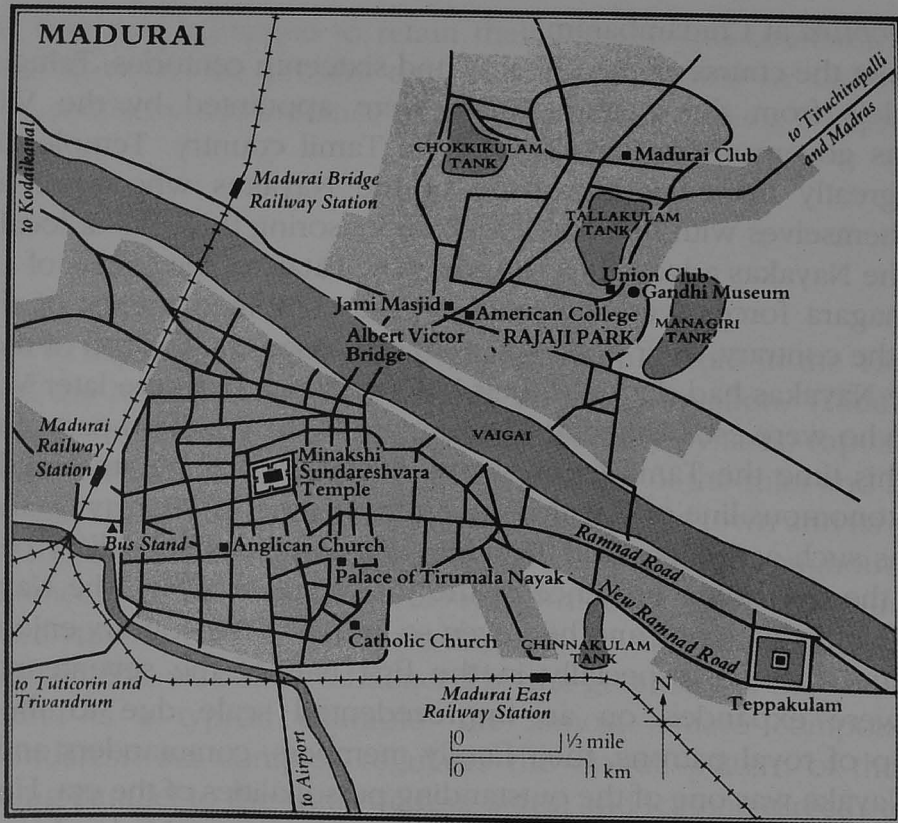 MADURAI
to Kodaikanal
Madurai Bridge
Railway Station
CHOKKIKULAM
TANK
Madurai Club
to Tiruchirapalli
and Madras
TALLAKULAM
TANK
Union Club
Gandhi Museum
Jami Masjid
American College
RAJAJI PARK
MANAGIRI
TANK
Albert Victor
Bridge
VAIGAI
Madurai
Railway
Station
Minakshi
Sundareshvara
Temple
Bus Stand
Anglican Church
Palace of Tirumala Nayak
Ramnad Road
New Ramnad Road
Catholic Church
CHINNAKULAM
TANK
to Tuticorin and
Trivandrum
Madurai East
Railway Station
Teppakulam
N
to Airport
0 ½ mile
0 1 km